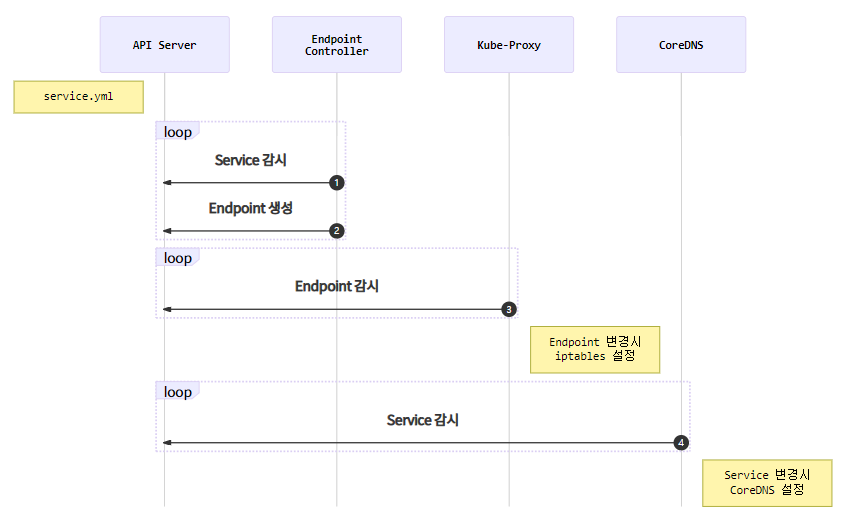 API Server
Endpoint
Controller
Kube-Proxy
CoreDNS
service.yml
loop
Service 감시
1
Endpoint 생성
2
loop
Endpoint 감시
3
Endpoint 변경시
iptables 설정
loop
Service 감시
4
Service 변경시
CoreDNS 설정